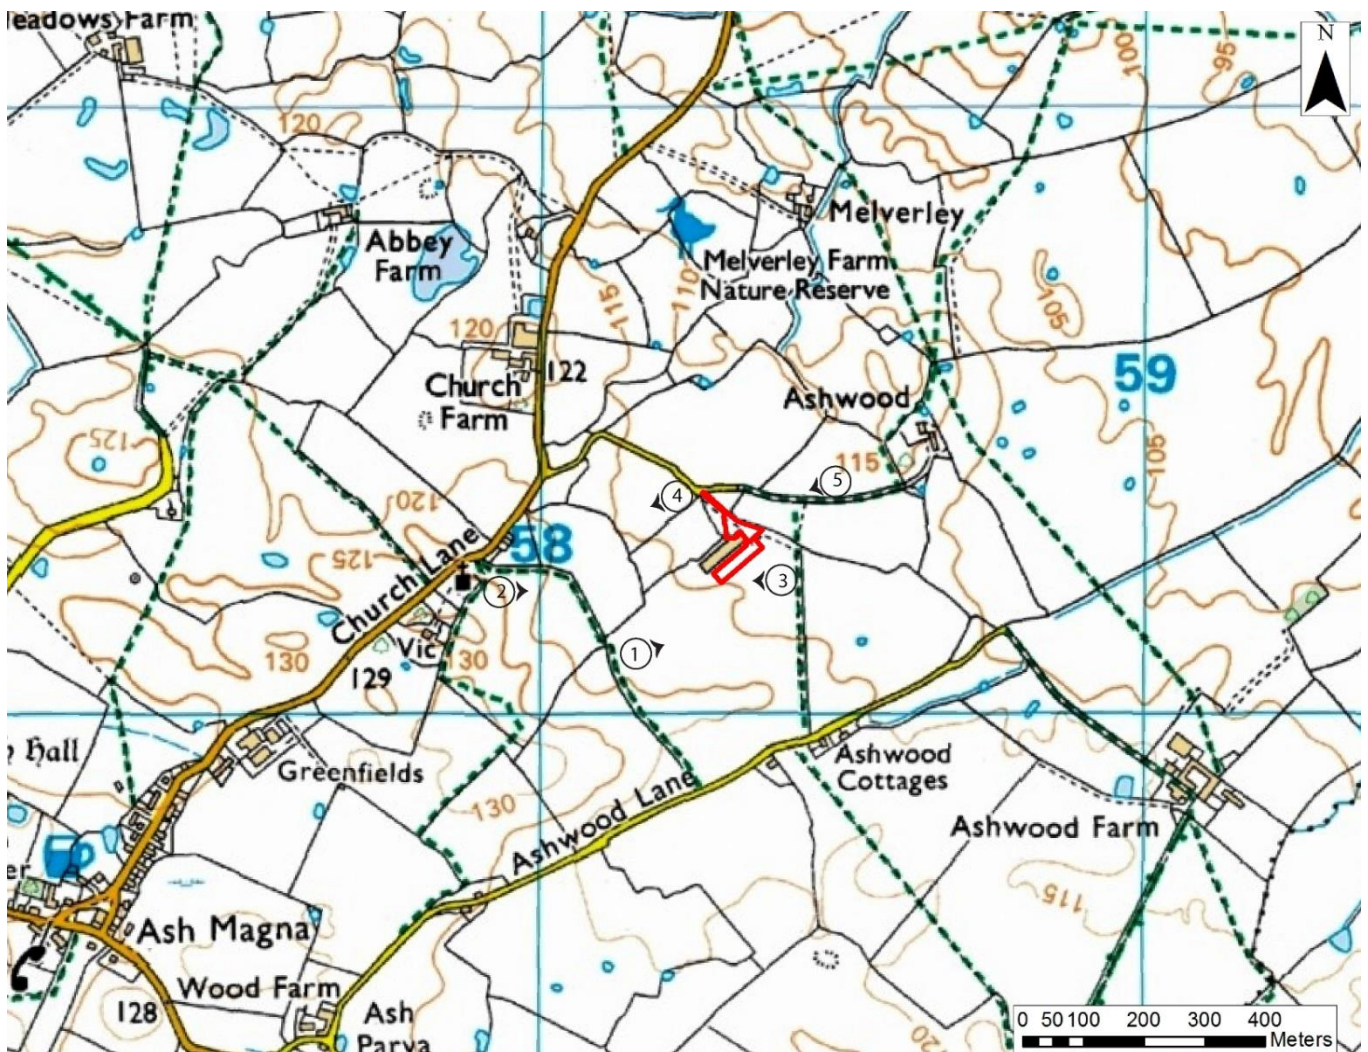 eadows Farm
N
120
100
95
Melverley
Abbey
Farm
115
110
Melverley Farm
Nature Reserve
105
120
122
Church
Farm
59
Ashwood
125
115
105
5
4
120
58
125
Church Lane
3
2
Vic
1
130
130
129
Hall
Greenfields
Ashwood
Cottages
130
Ashwood Lane
Ashwood Farm
er
115
Ash Magna
Wood Farm
128
Ash
Parva
120
0 50 100 200 300 400
Meters